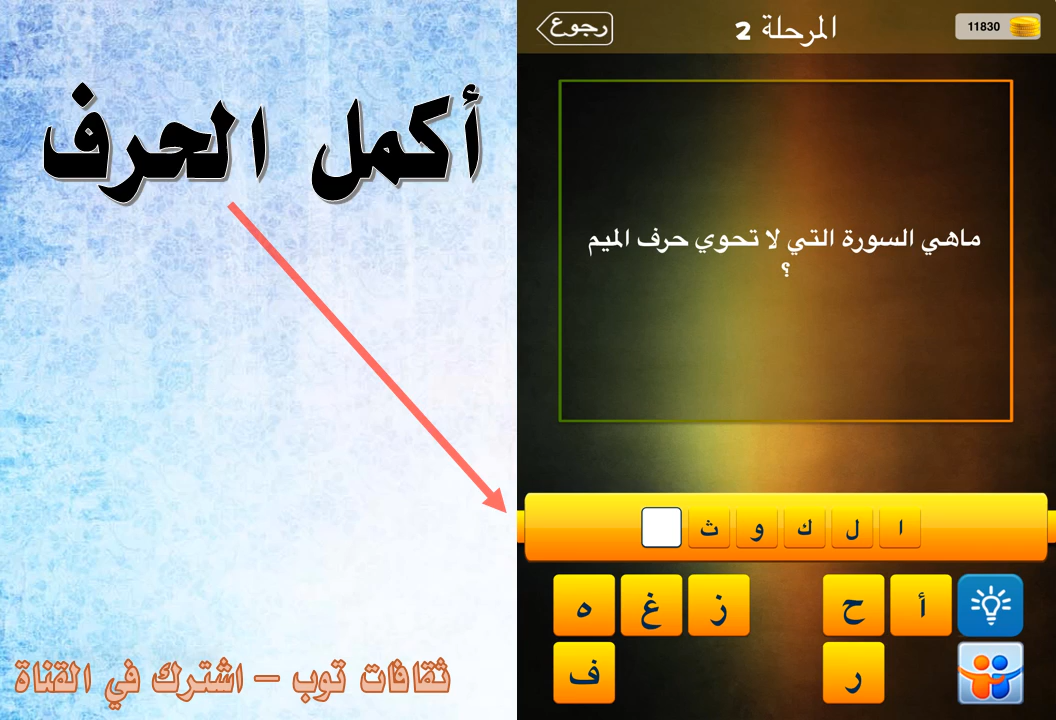 أكمل الحرف
ثقافات توب – اشترك في القناة
رجوع
المرحلة 2
11830
ماهي السورة التي لا تحوي حرف الميم
؟
ا ل ك و ث
أ ح ز غ ه
ر ف